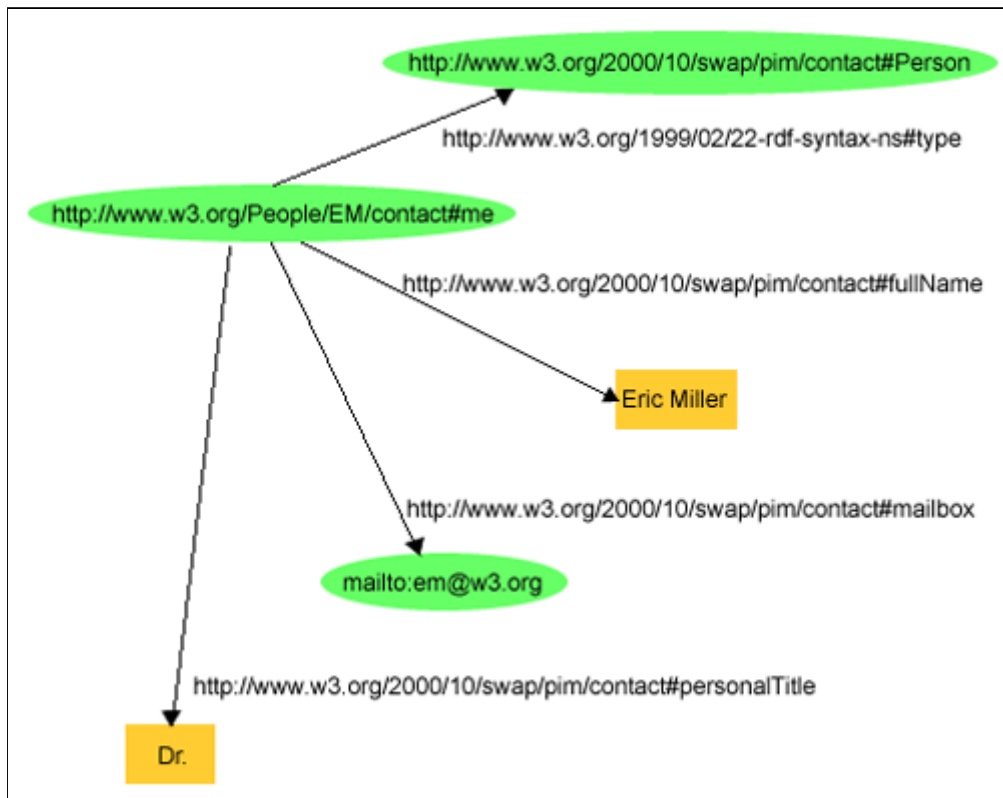 http://www.w3.org/2000/10/swap/pim/contact#Person
http://www.w3.org/1999/02/22-rdf-syntax-ns#type
http://www.w3.org/People/EM/contact#me
http://www.w3.org/2000/10/swap/pim/contact#fullName
Eric Miller
http://www.w3.org/2000/10/swap/pim/contact#mailbox
mailto:em@w3.org
http://www.w3.org/2000/10/swap/pim/contact#personalTitle
Dr.